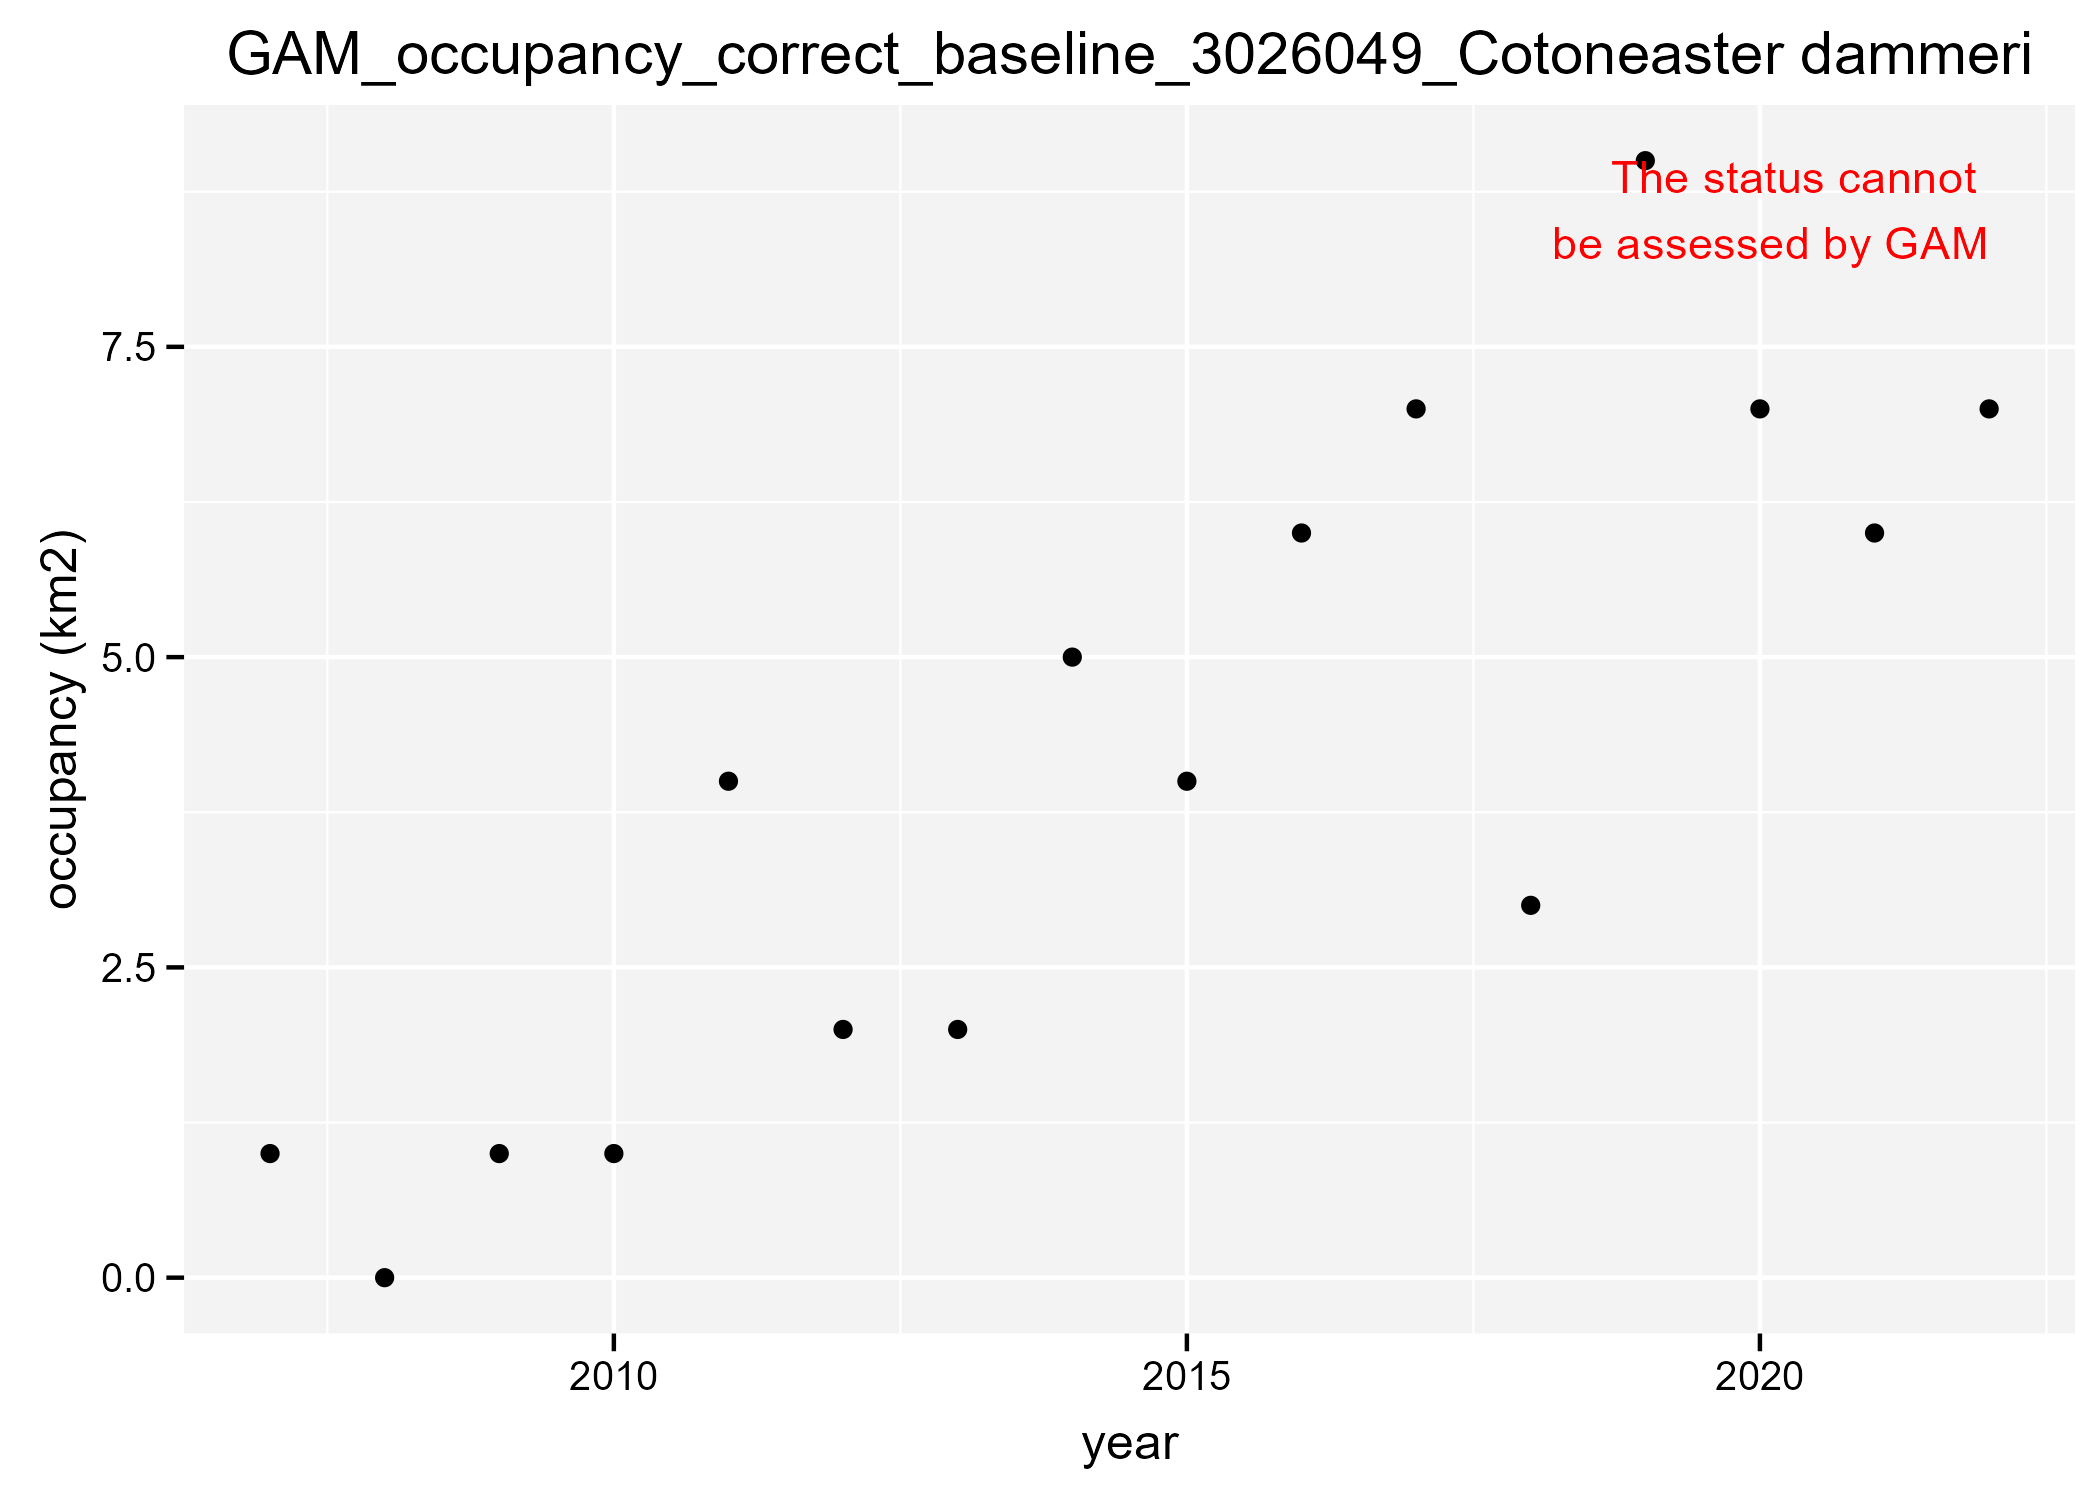 GAM_occupancy_correct_baseline_3026049_Cotoneaster dammeri
The status cannot
be assessed by GAM
7.5
5.0
2.5
0.0
occupancy (km2)
2010
2015
2020
year